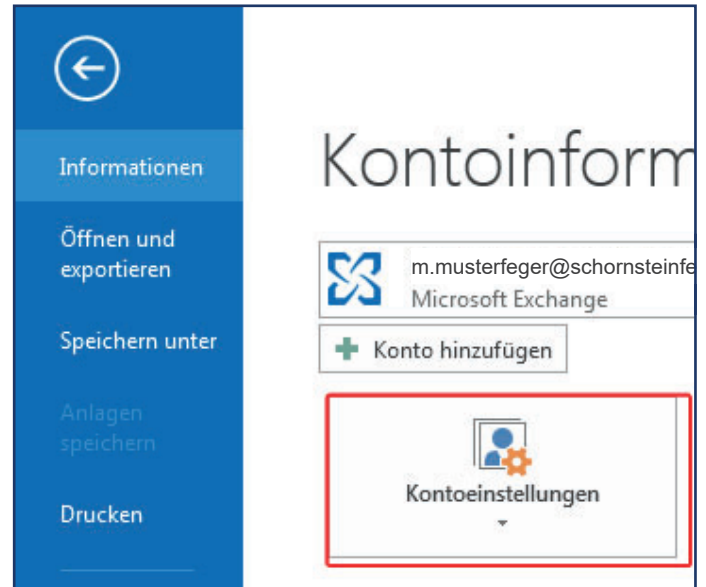 Informationen
Öffnen und
exportieren
Speichern unter
Anlagen
speichern
Drucken
Kontoinform
m.musterfeger@schornsteinfe
Microsoft Exchange
Konto hinzufügen
Kontoeinstellungen